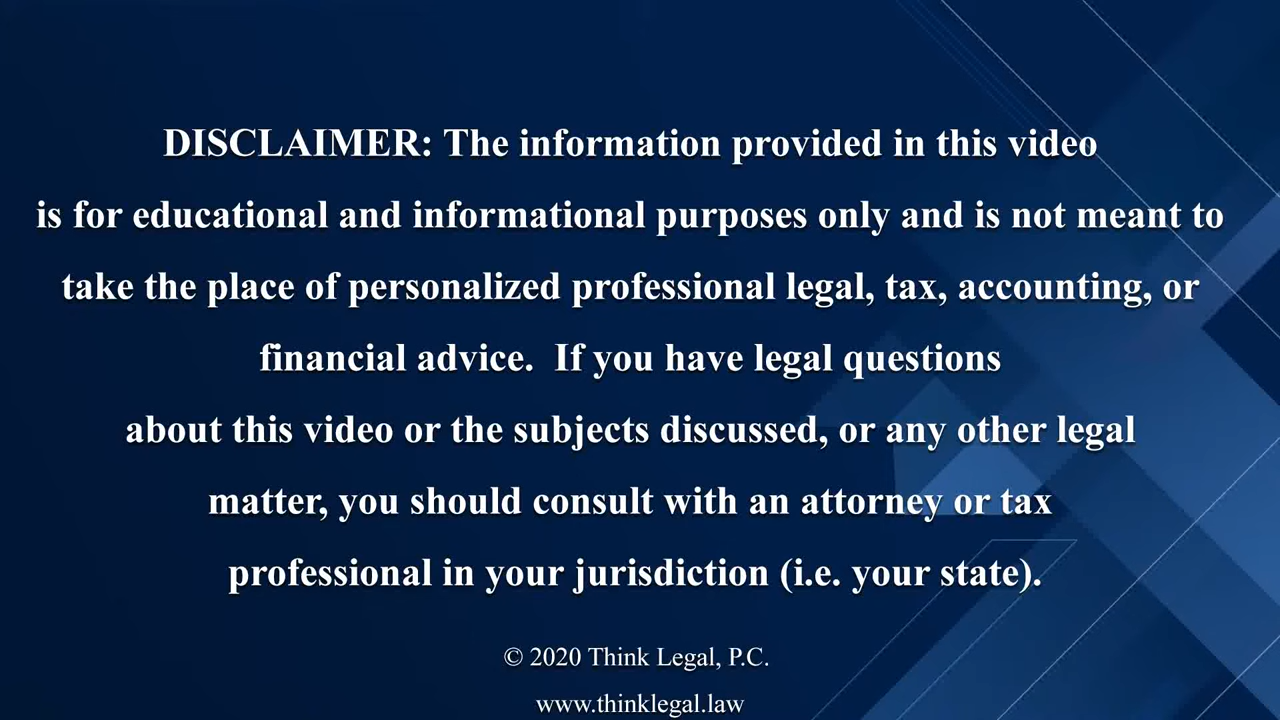 DISCLAIMER: The information provided in this video
is for educational and informational purposes only and is not meant to
take the place of personalized professional legal, tax, accounting, or
financial advice.  If you have legal questions
about this video or the subjects discussed, or any other legal
matter, you should consult with an attorney or tax
professional in your jurisdiction (i.e. your state).
© 2020 Think Legal, P.C.
www.thinklegal.law